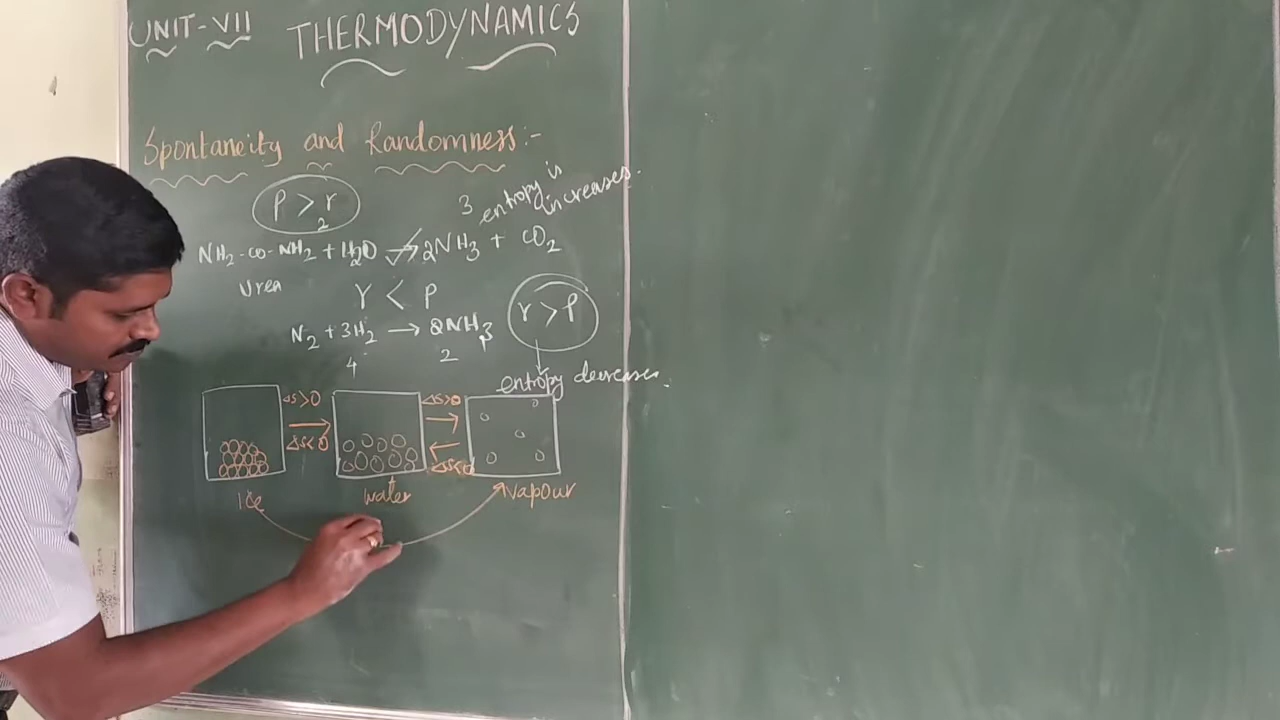 UNIT-VII THERMODYNAMICS
Spontaneity and Randomness:-
P > r
2
3
entropy is
increases.
NH2-CO-NH2 + H2O → 2NH3 + CO2
Urea
r < P
N2 + 3H2 → 2NH3
4
2
r > P
entropy decreases.
ΔS>0
ΔS<0
ΔS>0
ΔS<0
Ice
water
vapour